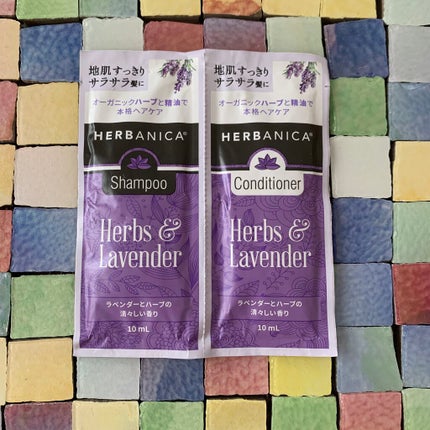 地肌すっきり
サラサラ髪に
オーガニックハーブと精油で
本格ヘアケア
HERBANICA®
Shampoo
Herbs &
Lavender
ラベンダーとハーブの
清々しい香り
10 mL
地肌すっきり
サラサラ髪に
オーガニックハーブと精油で
本格ヘアケア
HERBANICA®
Conditioner
Herbs &
Lavender
ラベンダーとハーブの
清々しい香り
10 mL